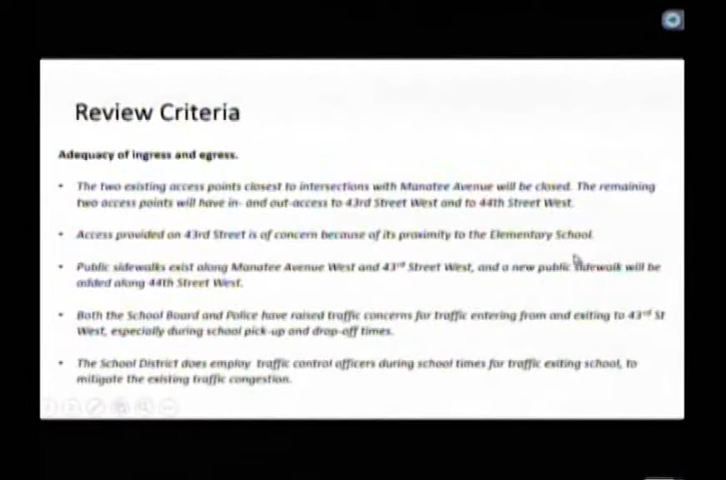 Review Criteria
Adequacy of ingress and egress.
• The two existing access points closest to intersections with Manatee Avenue will be closed. The remaining
two access points will have in- and out-access to 43rd Street West and to 44th Street West.
• Access provided on 43rd Street is of concern because of its proximity to the Elementary School.
• Public sidewalks exist along Manatee Avenue West and 43rd Street West, and a new public sidewalk will be
added along 44th Street West.
• Both the School Board and Police have raised traffic concerns for traffic entering from and exiting to 43rd St
West, especially during school pick-up and drop-off times.
• The School District does employ traffic control officers during school times for traffic exiting school, to
mitigate the existing traffic congestion.